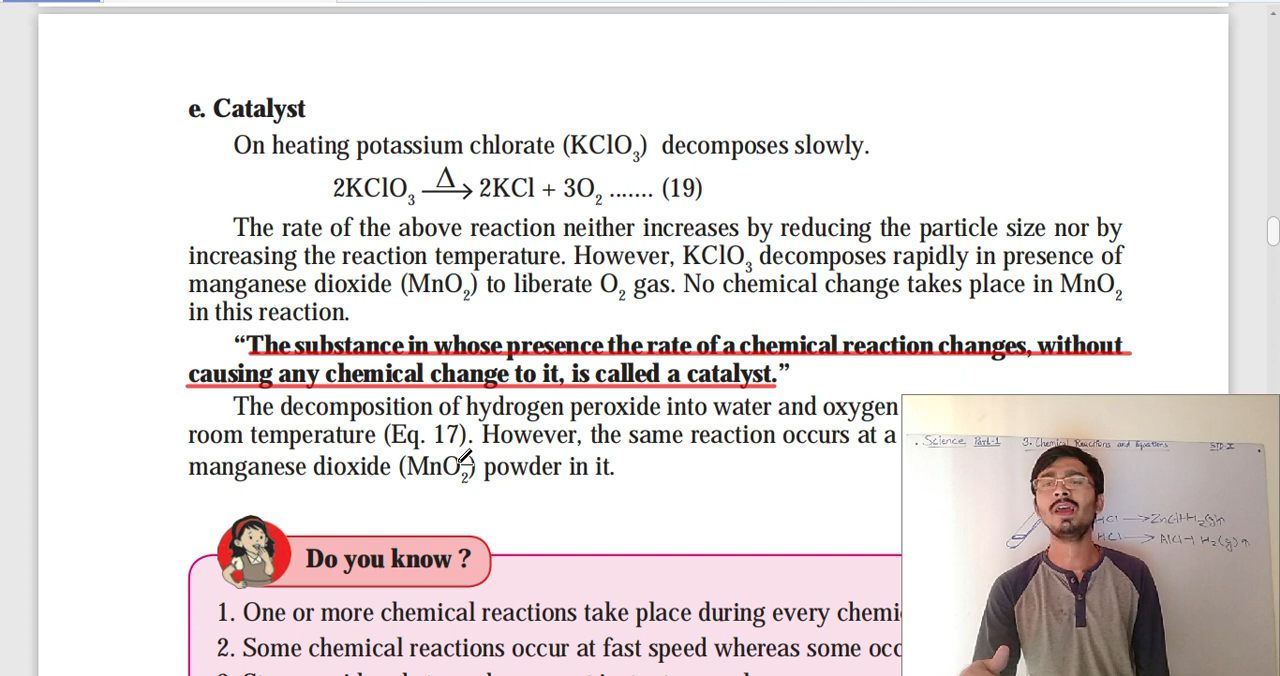 e. Catalyst
On heating potassium chlorate (KClO₃) decomposes slowly.
2KClO₃ —Δ→ 2KCl + 3O₂ ....... (19)
The rate of the above reaction neither increases by reducing the particle size nor by
increasing the reaction temperature. However, KClO₃ decomposes rapidly in presence of
manganese dioxide (MnO₂) to liberate O₂ gas. No chemical change takes place in MnO₂
in this reaction.
“The substance in whose presence the rate of a chemical reaction changes, without
causing any chemical change to it, is called a catalyst.”
The decomposition of hydrogen peroxide into water and oxygen
room temperature (Eq. 17). However, the same reaction occurs at a
manganese dioxide (MnO₂) powder in it.
Do you know ?
1. One or more chemical reactions take place during every chemi
2. Some chemical reactions occur at fast speed whereas some occ
Science Part-1 3. Chemical Reactions and Equations STD-X
HCl → H₂(g)↑
HCl → H₂(g)↑